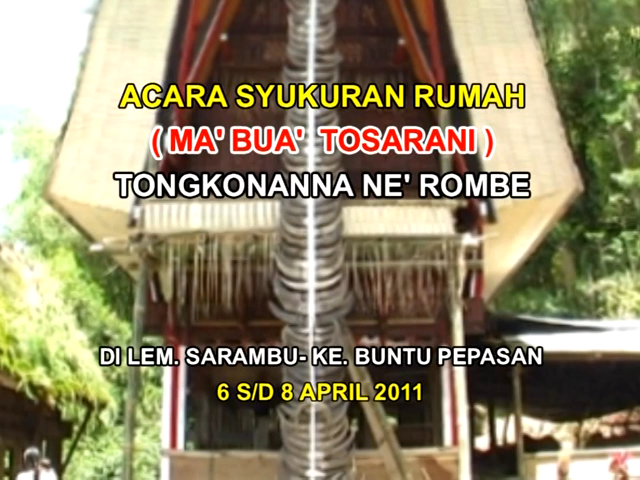 ACARA SYUKURAN RUMAH
( MA' BUA' TOSARANI )
TONGKONANNA NE' ROMBE
DI LEM. SARAMBU- KE. BUNTU PEPASAN
6 S/D 8 APRIL 2011